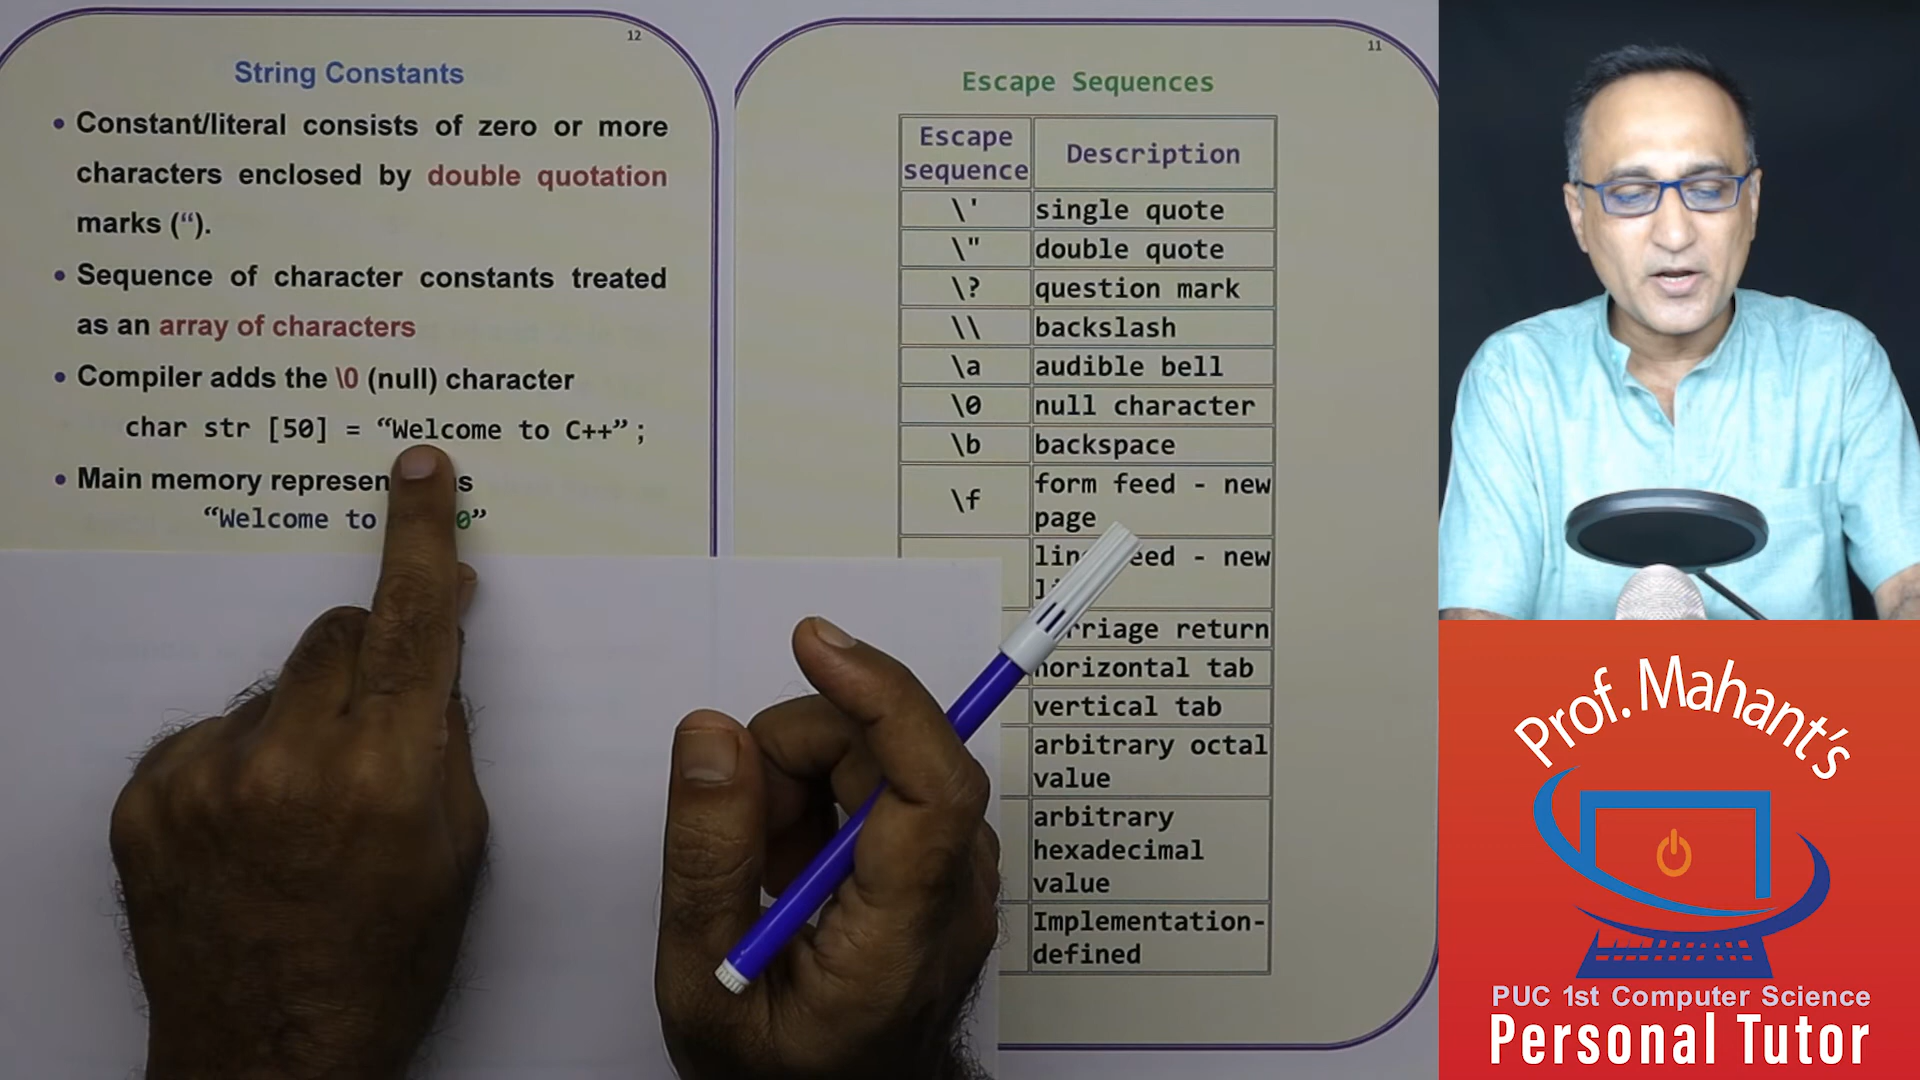 12
String Constants
• Constant/literal consists of zero or more
characters enclosed by double quotation
marks (“).
• Sequence of character constants treated
as an array of characters
• Compiler adds the \0 (null) character
char str [50] = “Welcome to C++”;
• Main memory
“Welcome to
11
Escape Sequences
Escape
sequence
Description
\' single quote
\" double quote
\? question mark
\\ backslash
\a audible bell
\0 null character
\b backspace
\f
form feed - new
page
feed - new
return
horizontal tab
vertical tab
arbitrary octal
value
arbitrary
hexadecimal
value
Implementation-
defined
Prof. Mahant’s
PUC 1st Computer Science
Personal Tutor